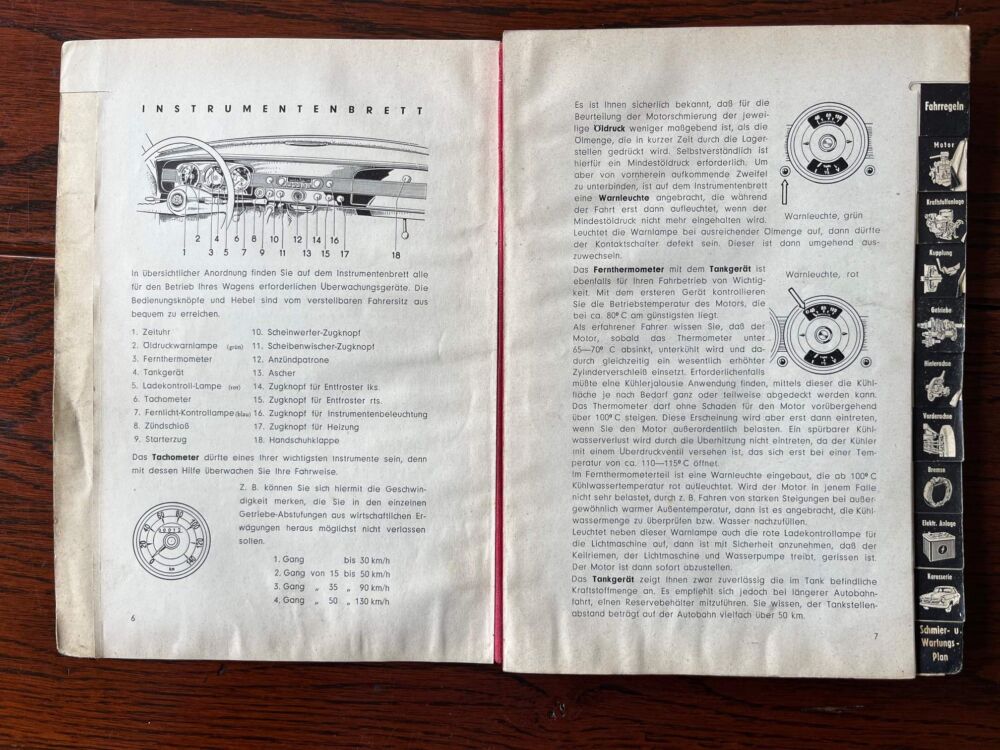 INSTRUMENTENBRETT
2 4 6 8 10 12 14 16
1 3 5 7 9 11 13 15 17 18
In übersichtlicher Anordnung finden Sie auf dem Instrumentenbrett alle
für den Betrieb Ihres Wagens erforderlichen Überwachungsgeräte. Die
Bedienungsknöpfe und Hebel sind vom verstellbaren Fahrersitz aus
bequem zu erreichen.
1. Zeituhr
2. Öldruckwarnlampe (grün)
3. Fernthermometer
4. Tankgerät
5. Ladekontroll-Lampe (rot)
6. Tachometer
7. Fernlicht-Kontrollampe (blau)
8. Zündschloß
9. Starterzug
10. Scheinwerfer-Zugknopf
11. Scheibenwischer-Zugknopf
12. Anzündpatrone
13. Ascher
14. Zugknopf für Entfroster lks.
15. Zugknopf für Entfroster rts.
16. Zugknopf für Instrumentenbeleuchtung
17. Zugknopf für Heizung
18. Handschuhklappe
Das Tachometer dürfte eines Ihrer wichtigsten Instrumente sein, denn
mit dessen Hilfe überwachen Sie Ihre Fahrweise.
Z. B. können Sie sich hiermit die Geschwin-
digkeit merken, die Sie in den einzelnen
Getriebe-Abstufungen aus wirtschaftlichen Er-
wägungen heraus möglichst nicht verlassen
sollen.
0 20 40 60 80 100 120 140
km
1. Gang bis 30 km/h
2. Gang von 15 bis 50 km/h
3. Gang „ 35 „ 90 km/h
4. Gang „ 50 „ 130 km/h
6
Es ist Ihnen sicherlich bekannt, daß für die
Beurteilung der Motorschmierung der jewei-
lige Öldruck weniger maßgebend ist, als die
Ölmenge, die in kurzer Zeit durch die Lager-
stellen gedrückt wird. Selbstverständlich ist
hierfür ein Mindestöldruck erforderlich. Um
aber von vornherein aufkommende Zweifel
zu unterbinden, ist auf dem Instrumentenbrett
eine Warnleuchte angebracht, die während
der Fahrt erst dann aufleuchtet, wenn der
Mindestöldruck nicht mehr eingehalten wird.
Leuchtet die Warnlampe bei ausreichender Ölmenge auf, dann dürfte
der Kontaktschalter defekt sein. Dieser ist dann umgehend aus-
zuwechseln.
Warnleuchte, grün
Das Fernthermometer mit dem Tankgerät ist
ebenfalls für Ihren Fahrbetrieb von Wichtig-
keit. Mit dem ersteren Gerät kontrollieren
Sie die Betriebstemperatur des Motors, die
bei ca. 80° C am günstigsten liegt.
Als erfahrener Fahrer wissen Sie, daß der
Motor, sobald das Thermometer unter
65—70° C absinkt, unterkühlt wird und da-
durch gleichzeitig ein wesentlich erhöhter
Zylinderverschleiß einsetzt. Erforderlichenfalls
müßte eine Kühlerjalousie Anwendung finden, mittels dieser die Kühl-
fläche je nach Bedarf ganz oder teilweise abgedeckt werden kann.
Das Thermometer darf ohne Schaden für den Motor vorübergehend
über 100° C steigen. Diese Erscheinung wird aber erst dann eintreten,
wenn Sie den Motor außerordentlich belasten. Ein spürbarer Kühl-
wasserverlust wird durch die Überhitzung nicht eintreten, da der Kühler
mit einem Überdruckventil versehen ist, das sich erst bei einer Tem-
peratur von ca. 110—115° C öffnet.
Im Fernthermometerteil ist eine Warnleuchte eingebaut, die ab 100° C
Kühlwassertemperatur rot aufleuchtet. Wird der Motor in jenem Falle
nicht sehr belastet, durch z. B. Fahren von starken Steigungen bei außer-
gewöhnlich warmer Außentemperatur, dann ist es angebracht, die Kühl-
wassermenge zu überprüfen bzw. Wasser nachzufüllen.
Leuchtet neben dieser Warnlampe auch die rote Ladekontrollampe für
die Lichtmaschine auf, dann ist mit Sicherheit anzunehmen, daß der
Keilriemen, der Lichtmaschine und Wasserpumpe treibt, gerissen ist.
Der Motor ist dann sofort abzustellen.
Das Tankgerät zeigt Ihnen zwar zuverlässig die im Tank befindliche
Kraftstoffmenge an. Es empfiehlt sich jedoch bei längerer Autobahn-
fahrt, einen Reservebehälter mitzuführen. Sie wissen, der Tankstellen-
abstand beträgt auf der Autobahn vielfach über 50 km.
Warnleuchte, rot
7
Fahrregeln
Motor
Kraftstoffanlage
Kupplung
Getriebe
Hinterachse
Vorderachse
Bremse
Elektr. Anlage
Karosserie
Schmier- u.
Wartungs-
Plan